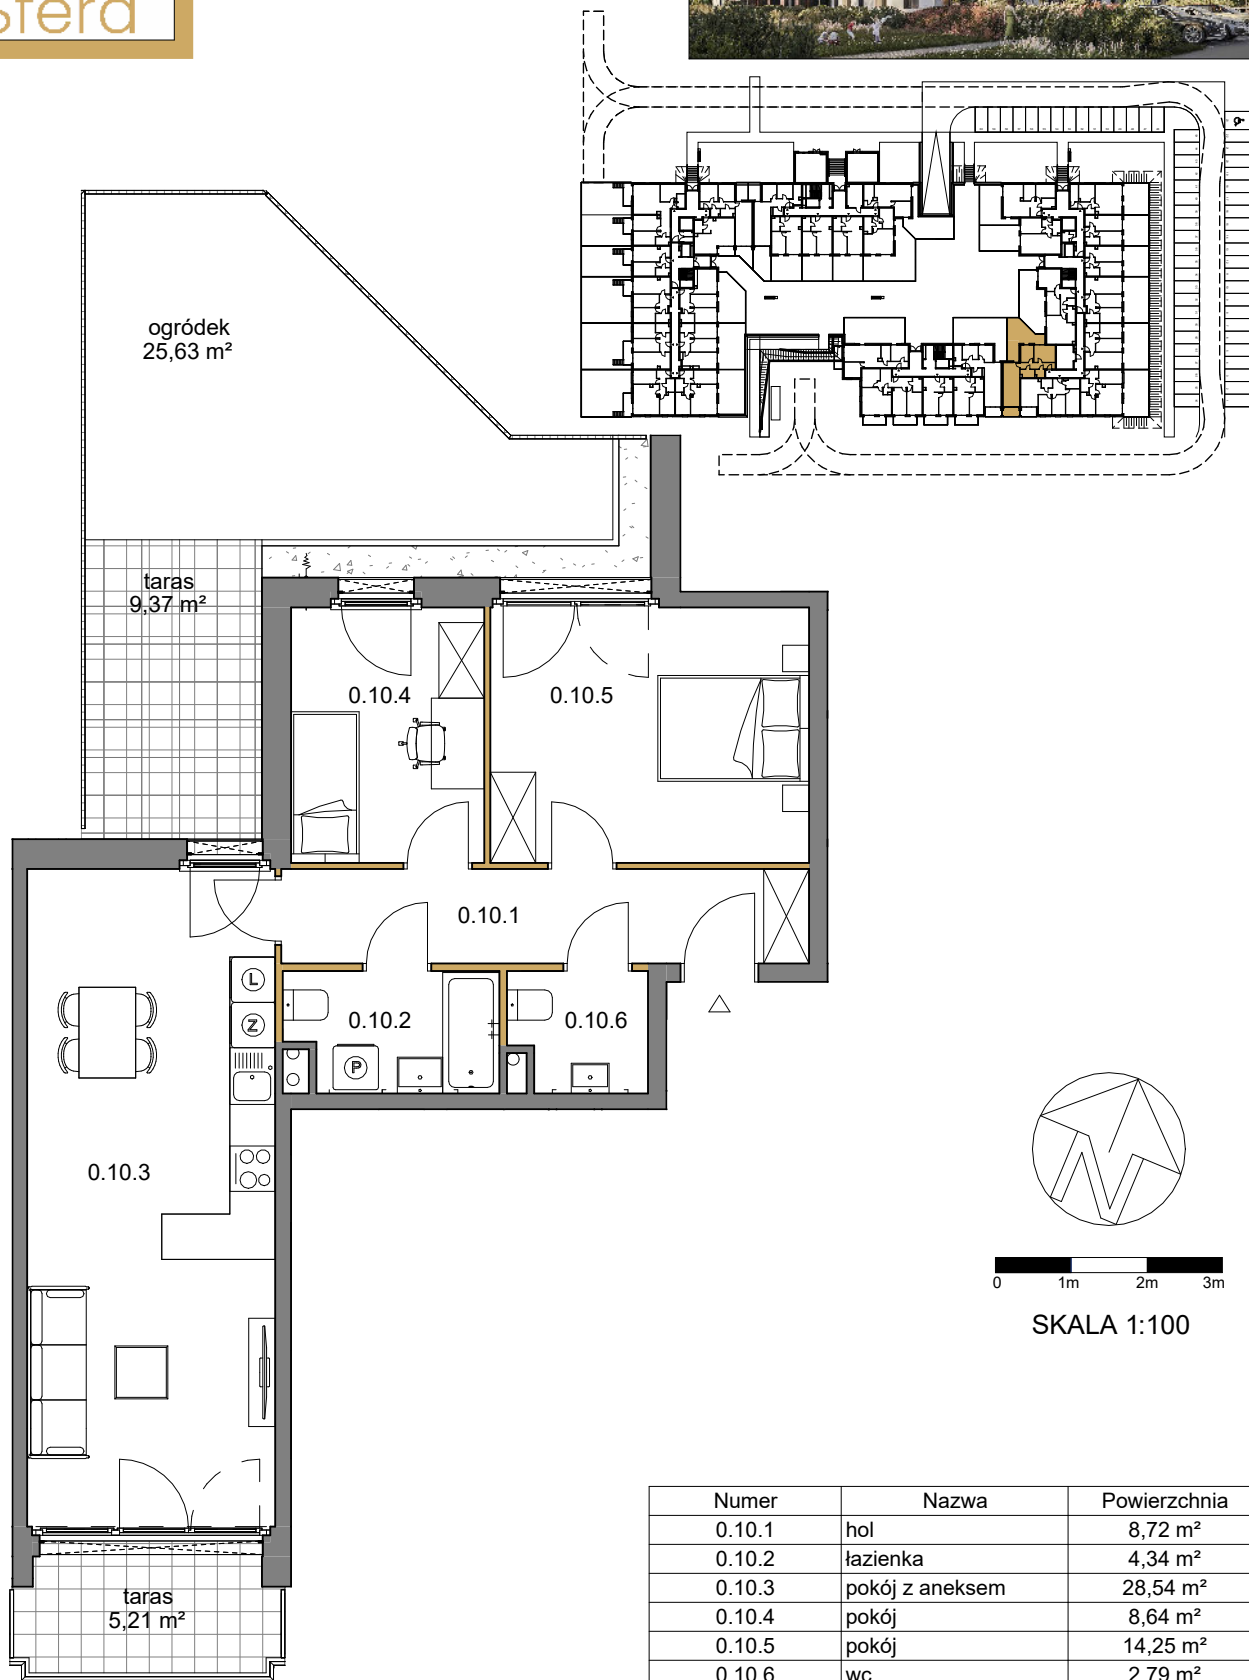 sfera
ogródek
25,63 m²
taras
9,37 m²
0.10.4
0.10.5
0.10.1
0.10.2
0.10.6
L
Z
P
0.10.3
N
0 1m 2m 3m
SKALA 1:100
taras
5,21 m²
Numer Nazwa Powierzchnia
0.10.1 hol 8,72 m²
0.10.2 łazienka 4,34 m²
0.10.3 pokój z aneksem 28,54 m²
0.10.4 pokój 8,64 m²
0.10.5 pokój 14,25 m²
0.10.6 wc 2,79 m²